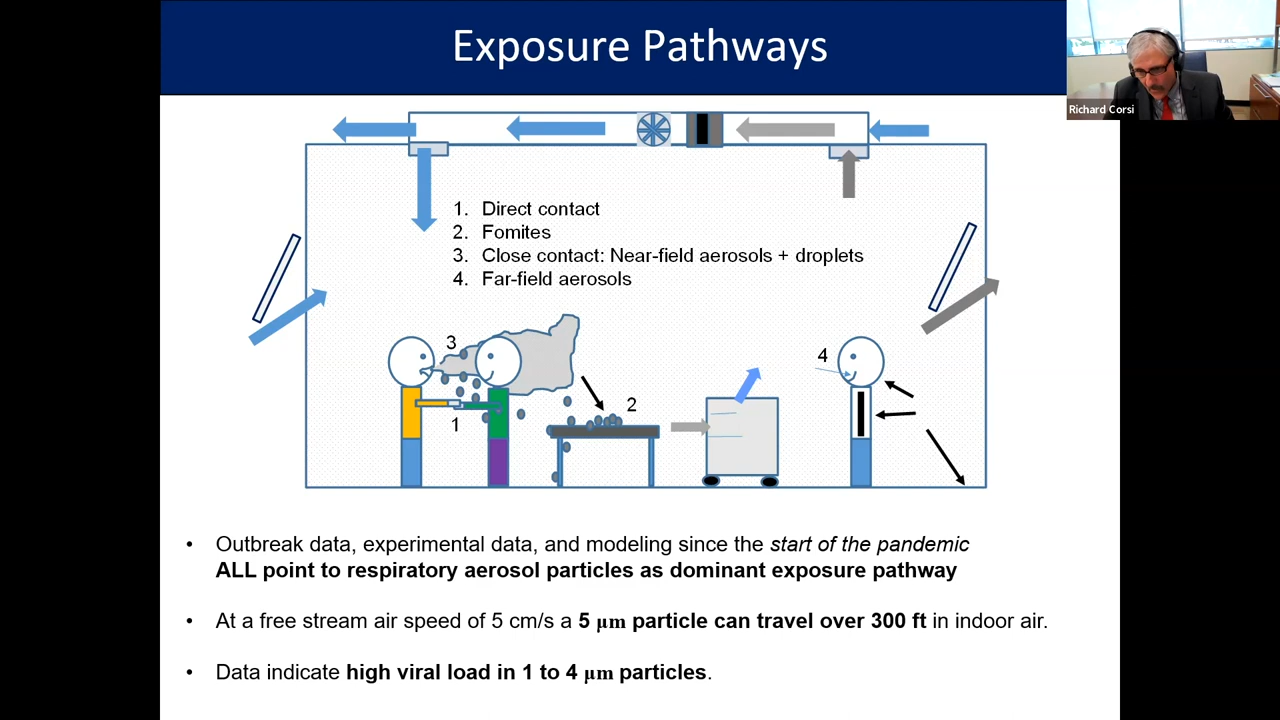 Exposure Pathways
Richard Corsi
1. Direct contact
2. Fomites
3. Close contact: Near-field aerosols + droplets
4. Far-field aerosols
3
4
2
1
• Outbreak data, experimental data, and modeling since the start of the pandemic
ALL point to respiratory aerosol particles as dominant exposure pathway
• At a free stream air speed of 5 cm/s a 5 µm particle can travel over 300 ft in indoor air.
• Data indicate high viral load in 1 to 4 µm particles.